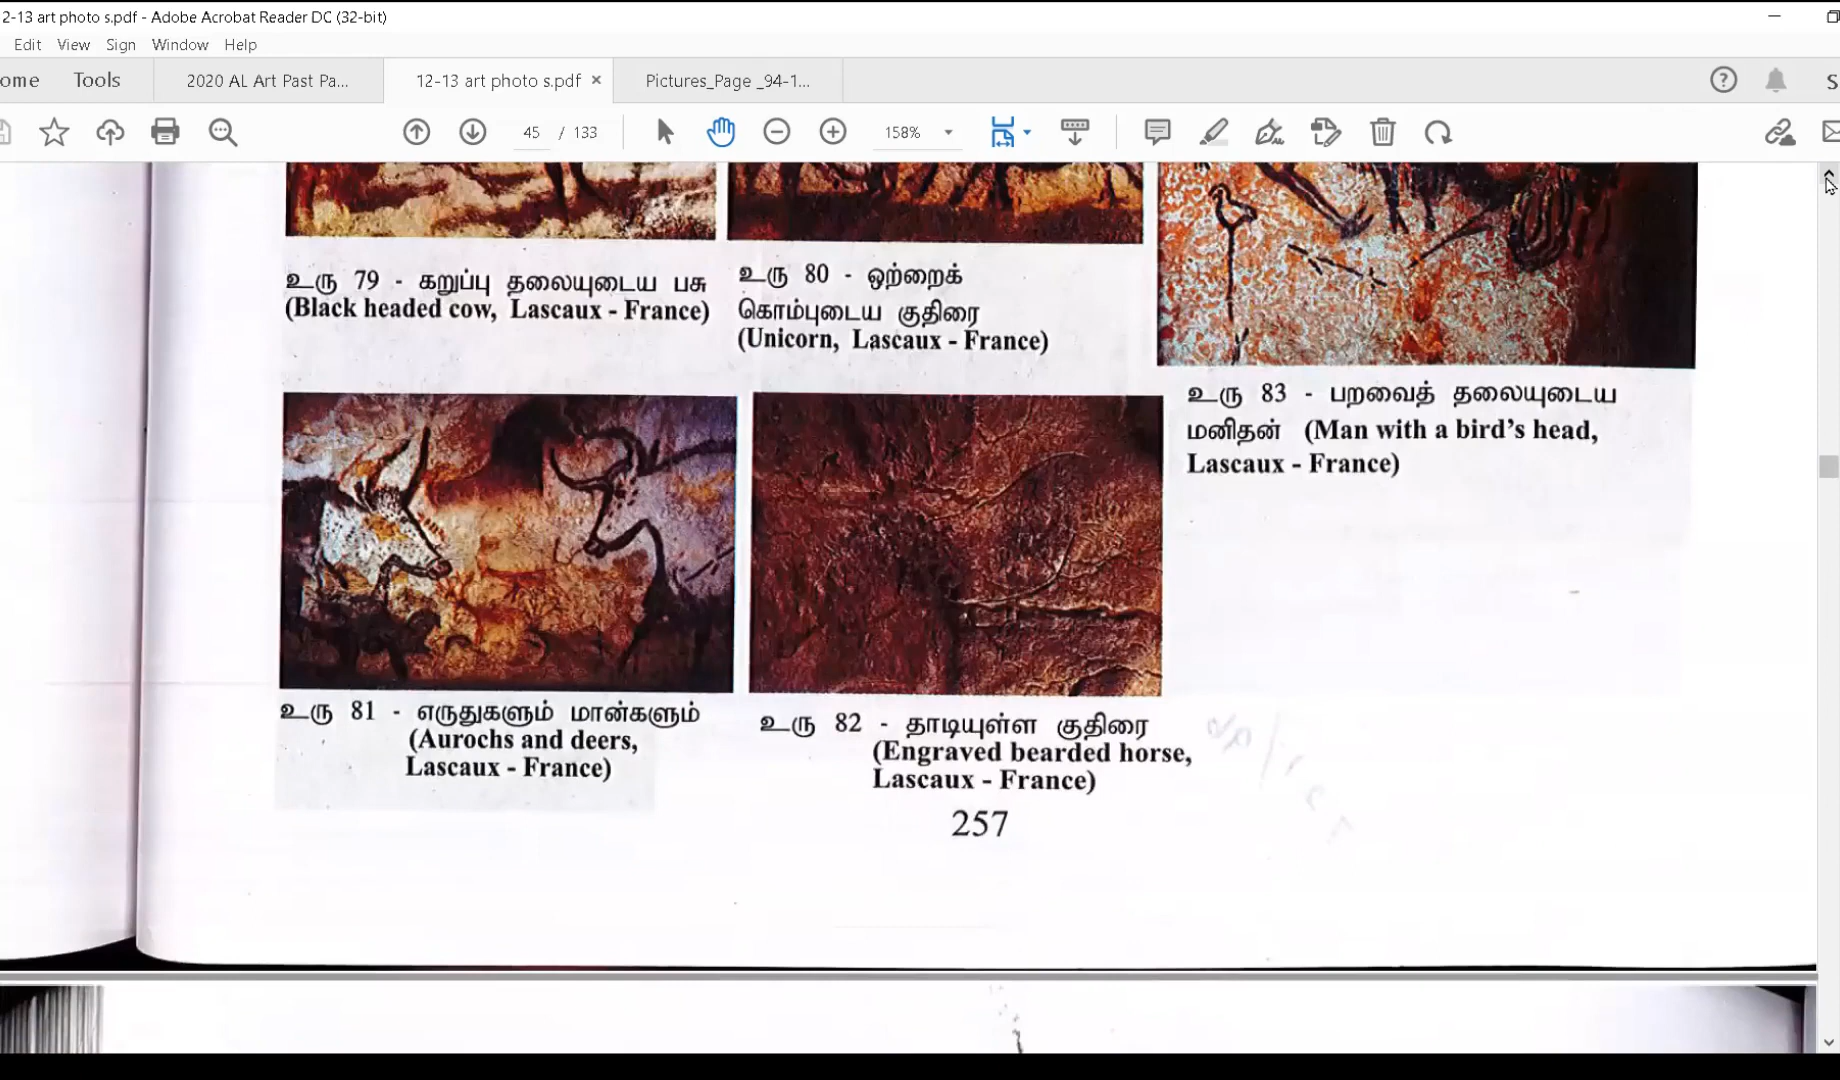 2-13 art photo s.pdf - Adobe Acrobat Reader DC (32-bit)
Edit View Sign Window Help
ome Tools 2020 AL Art Past Pa... 12-13 art photo s.pdf × Pictures_Page _94-1... ? S
45 / 133 158%
உரு 79 - கறுப்பு தலையுடைய பசு
(Black headed cow, Lascaux - France)
உரு 80 - ஒற்றைக்
கொம்புடைய குதிரை
(Unicorn, Lascaux - France)
உரு 83 - பறவைத் தலையுடைய
மனிதன் (Man with a bird's head,
Lascaux - France)
உரு 81 - எருதுகளும் மான்களும்
(Aurochs and deers,
Lascaux - France)
உரு 82 - தாடியுள்ள குதிரை
(Engraved bearded horse,
Lascaux - France)
257